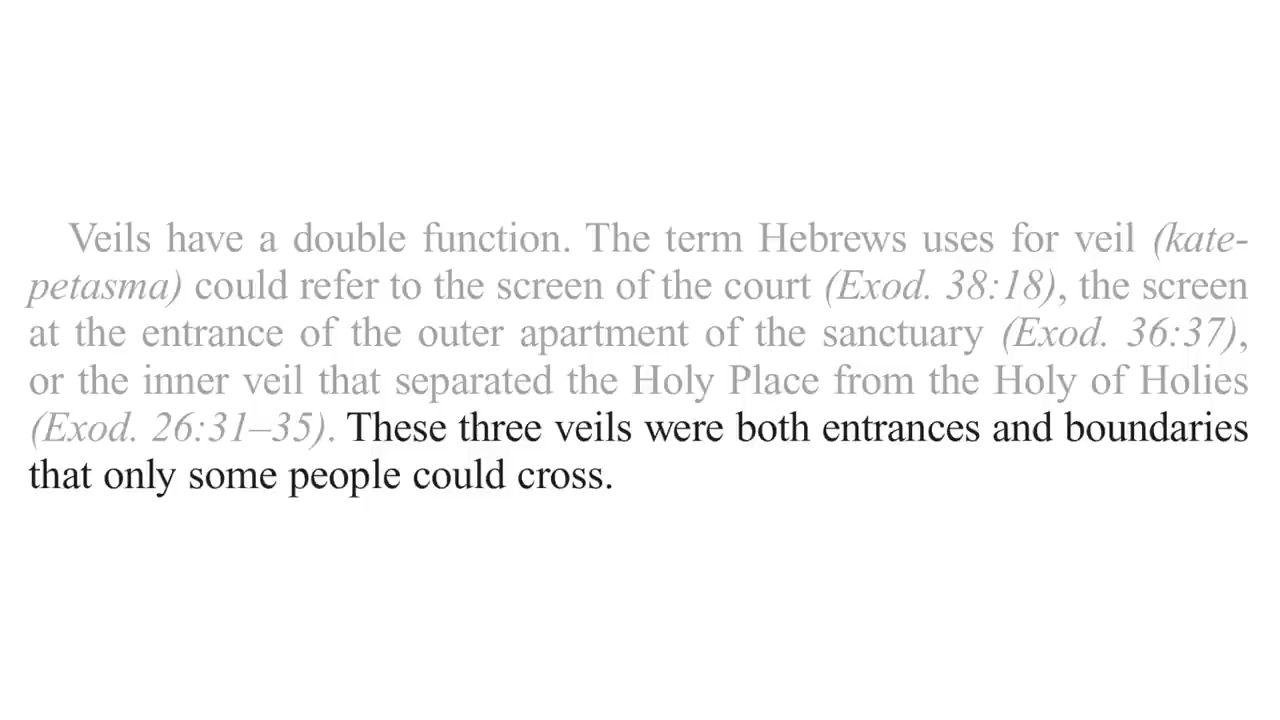 Veils have a double function. The term Hebrews uses for veil (kate-
petasma) could refer to the screen of the court (Exod. 38:18), the screen
at the entrance of the outer apartment of the sanctuary (Exod. 36:37),
or the inner veil that separated the Holy Place from the Holy of Holies
(Exod. 26:31–35). These three veils were both entrances and boundaries
that only some people could cross.